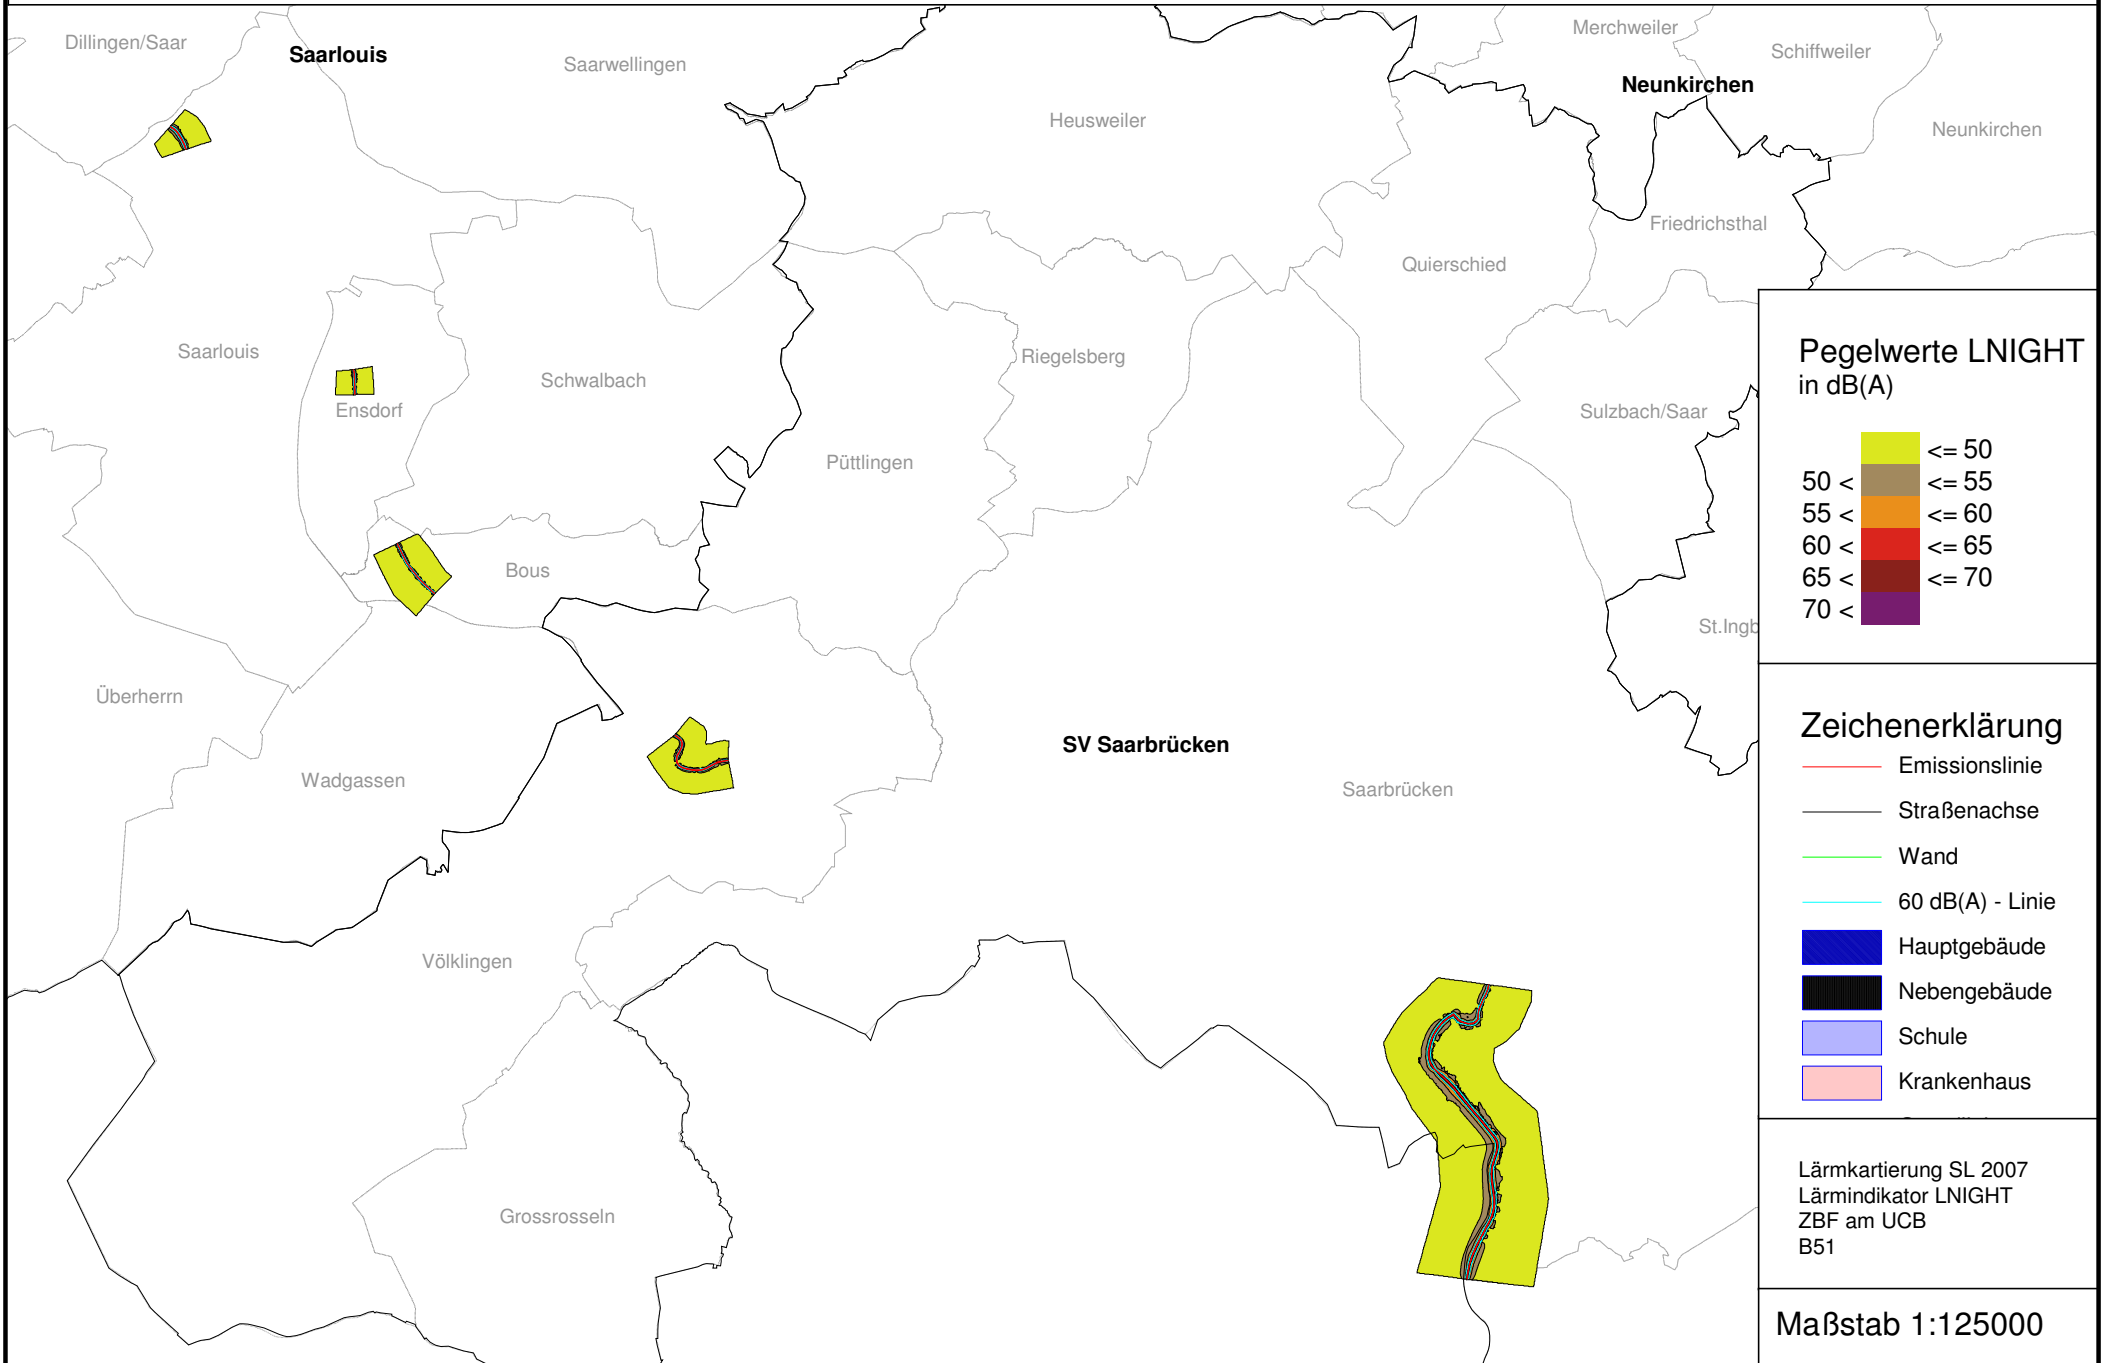 Dillingen/Saar
Saarlouis
Saarwellingen
Merchweiler
Schiffweiler
Neunkirchen
Heusweiler
Neunkirchen
Friedrichsthal
Quierschied
Saarlouis
Ensdorf
Schwalbach
Riegelsberg
Püttlingen
Sulzbach/Saar
Bous
St.Ingb
Überherrn
Wadgassen
SV Saarbrücken
Saarbrücken
Völklingen
Grossrosseln
Pegelwerte LNIGHT
in dB(A)
<= 50
50 < <= 55
55 < <= 60
60 < <= 65
65 < <= 70
70 <
Zeichenerklärung
Emissionslinie
Straßenachse
Wand
60 dB(A) - Linie
Hauptgebäude
Nebengebäude
Schule
Krankenhaus
Lärmkartierung SL 2007
Lärmindikator LNIGHT
ZBF am UCB
B51
Maßstab 1:125000